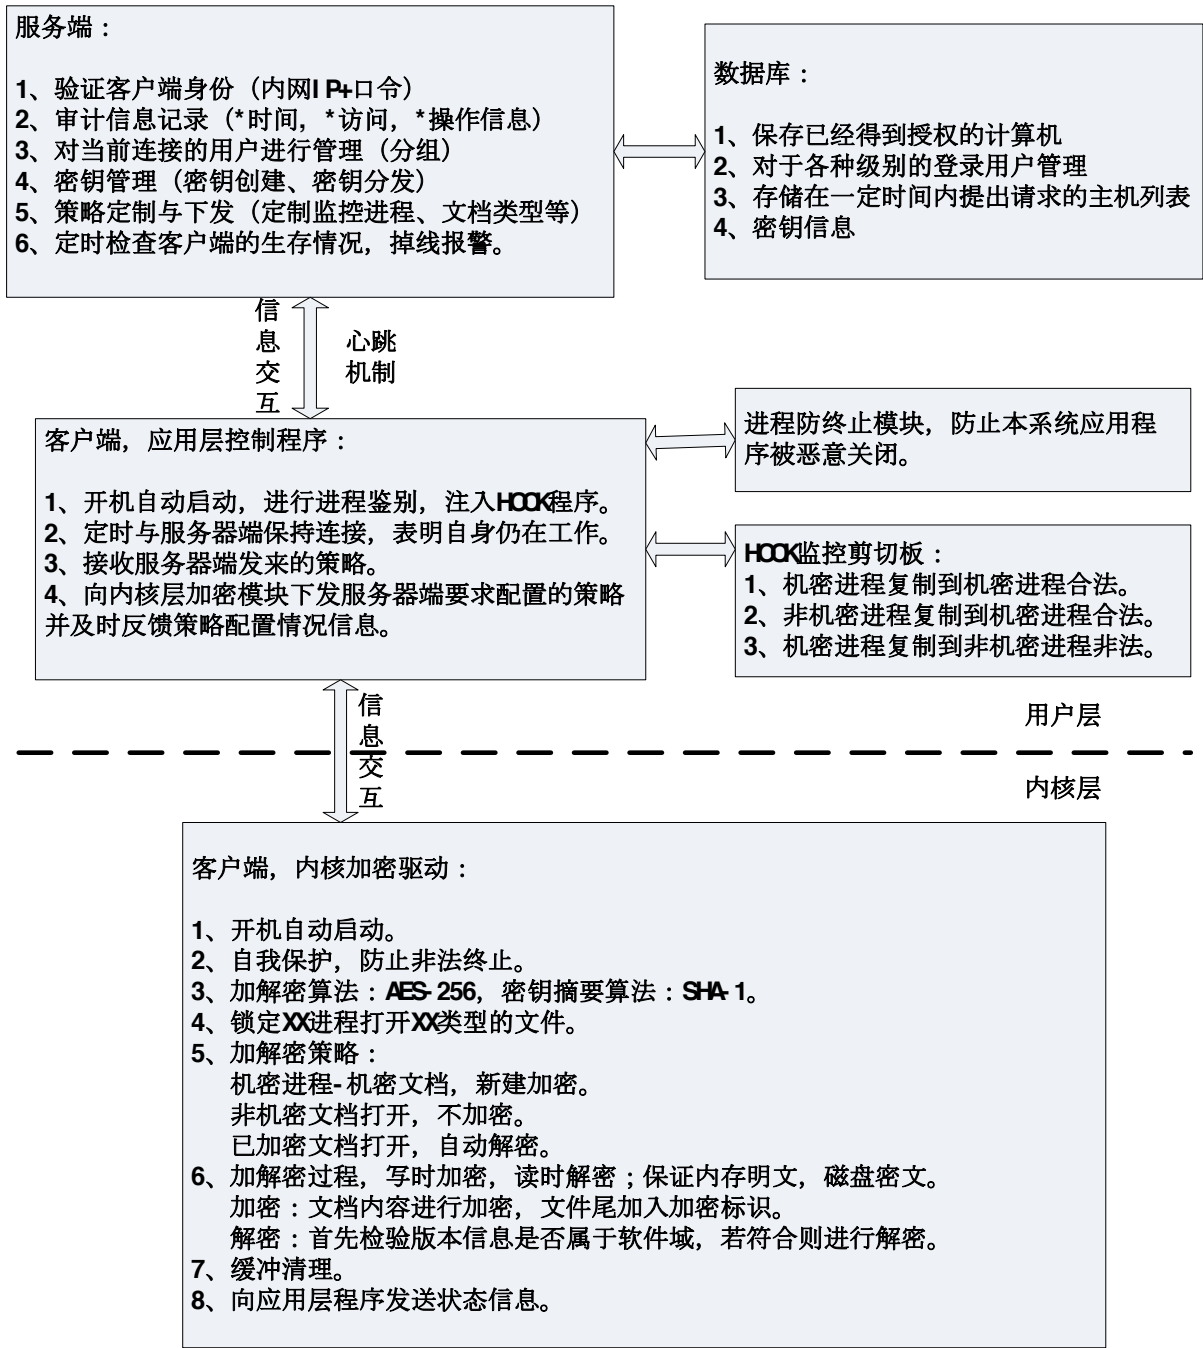 服务端：
1、验证客户端身份（内网IP+口令）
2、审计信息记录（*时间，*访问，*操作信息）
3、对当前连接的用户进行管理（分组）
4、密钥管理（密钥创建、密钥分发）
5、策略定制与下发（定制监控进程、文档类型等）
6、定时检查客户端的生存情况，掉线报警。
数据库：
1、保存已经得到授权的计算机
2、对于各种级别的登录用户管理
3、存储在一定时间内提出请求的主机列表
4、密钥信息
信
息
交
互
心跳
机制
客户端，应用层控制程序：
1、开机自动启动，进行进程鉴别，注入HOOK程序。
2、定时与服务器端保持连接，表明自身仍在工作。
3、接收服务器端发来的策略。
4、向内核层加密模块下发服务器端要求配置的策略
并及时反馈策略配置情况信息。
进程防终止模块，防止本系统应用程
序被恶意关闭。
HOOK监控剪切板：
1、机密进程复制到机密进程合法。
2、非机密进程复制到机密进程合法。
3、机密进程复制到非机密进程非法。
信
息
交
互
用户层
内核层
客户端，内核加密驱动：
1、开机自动启动。
2、自我保护，防止非法终止。
3、加解密算法：AES-256，密钥摘要算法：SHA-1。
4、锁定XX进程打开XX类型的文件。
5、加解密策略：
机密进程-机密文档，新建加密。
非机密文档打开，不加密。
已加密文档打开，自动解密。
6、加解密过程，写时加密，读时解密；保证内存明文，磁盘密文。
加密：文档内容进行加密，文件尾加入加密标识。
解密：首先检验版本信息是否属于软件域，若符合则进行解密。
7、缓冲清理。
8、向应用层程序发送状态信息。